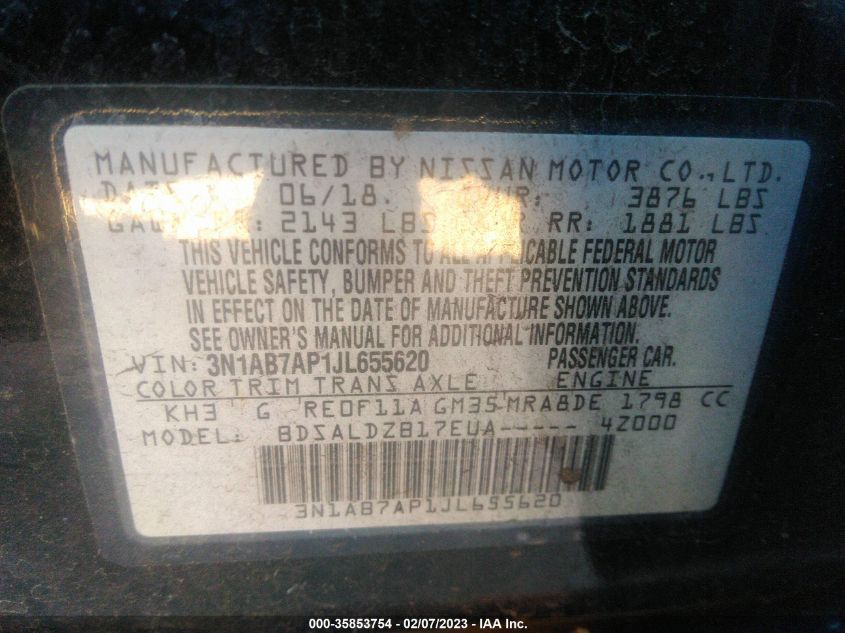 MANUFACTURED BY NISSAN MOTOR CO., LTD.
06/18. 3876 LBS
2143 LBS RR: 1881 LBS
THIS VEHICLE CONFORMS TO ALL APPLICABLE FEDERAL MOTOR
VEHICLE SAFETY, BUMPER AND THEFT PREVENTION STANDARDS
IN EFFECT ON THE DATE OF MANUFACTURE SHOWN ABOVE.
SEE OWNER'S MANUAL FOR ADDITIONAL INFORMATION.
VIN: 3N1AB7AP1JL655620 PASSENGER CAR.
COLOR TRIM TRANS AXLE ENGINE
KH3 G RE0F11A GM35 MRA8DE 1798 CC
MODEL: BDSALDZB17EUA----- 4Z000
3N1AB7AP1JL655620
000-35853754 - 02/07/2023 - IAA Inc.